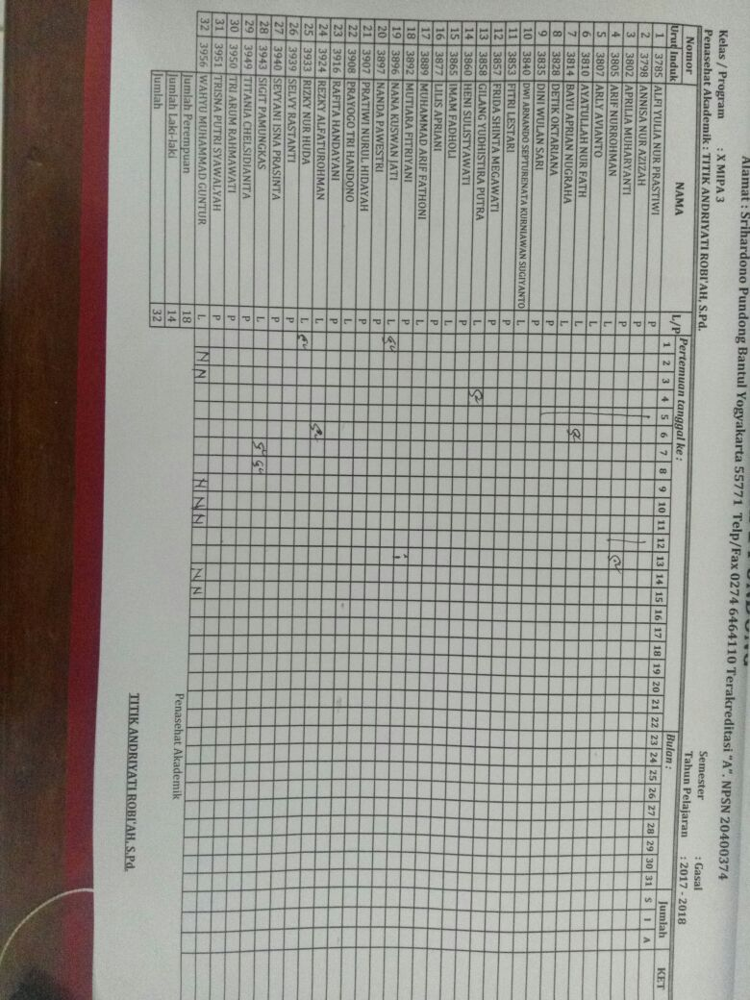 Alamat : Srihardono Pundong Bantul Yogyakarta 55771 Telp/Fax 0274 6464110 Terakreditasi "A". NPSN 20400374
Kelas / Program : X MIPA 3 Semester : Gasal
Penasehat Akademik : TITIK ANDRIYATI ROBI'AH, S.Pd. Tahun Pelajaran : 2017 - 2018
Nomor NAMA L/P Pertemuan tanggal ke : Bulan : Jumlah KET
Urut Induk 1 2 3 4 5 6 7 8 9 10 11 12 13 14 15 16 17 18 19 20 21 22 23 24 25 26 27 28 29 30 31 S I A
1 3785 ALFI YULIA NUR PRASTIWI P
2 3798 ANNISA NUR AZIZAH P
3 3802 APRILIA MUHARYANTI P
4 3805 ARIF NURROHMAN L
5 3807 ARLY AVIANTO L
6 3810 AYATULLAH NUR FATH L
7 3814 BAYU APRIAN NUGRAHA L
8 3828 DETIK OKTARIANA P
9 3835 DINI WULAN SARI P
10 3840 DWI ARMANDO SEPTURENATA KURNIAWAN SUGIYANTO L
11 3853 FITRI LESTARI P
12 3857 FRIDA SHINTA MEGAWATI P
13 3858 GILANG YUDHISTIRA PUTRA L
14 3860 HENI SULISTYAWATI P
15 3865 IMAM FADHOLI L
16 3877 LILIS APRIANI P
17 3889 MUHAMMAD ARIF FATHONI L
18 3892 MUTIARA FITRIYANI P
19 3896 NANA KUSWAN JATI L i
20 3897 NANDA PAWESTRI P
21 3907 PRATIWI NURUL HIDAYAH P
22 3908 PRAYOGO TRI HANDONO L
23 3916 RAFITA HANDAYANI P
24 3924 REZKY ALFATUROHMAN L
25 3933 RIZKY NUR HUDA L
26 3939 SELVY RASTANTI P
27 3940 SEVYANI ISNA PRASINTA P
28 3943 SIGIT PAMUNGKAS L
29 3949 TITANIA CHELSIDIANITA P
30 3950 TRI ARUM RAHMAWATI P
31 3951 TRISNA PUTRI SYAWALYAH P
32 3956 WAHYU MUHAMMAD GUNTUR L N N N N N N N
Jumlah Perempuan 18
Jumlah Laki-laki 14
Jumlah 32
Penasehat Akademik
TITIK ANDRIYATI ROBI'AH, S.Pd.